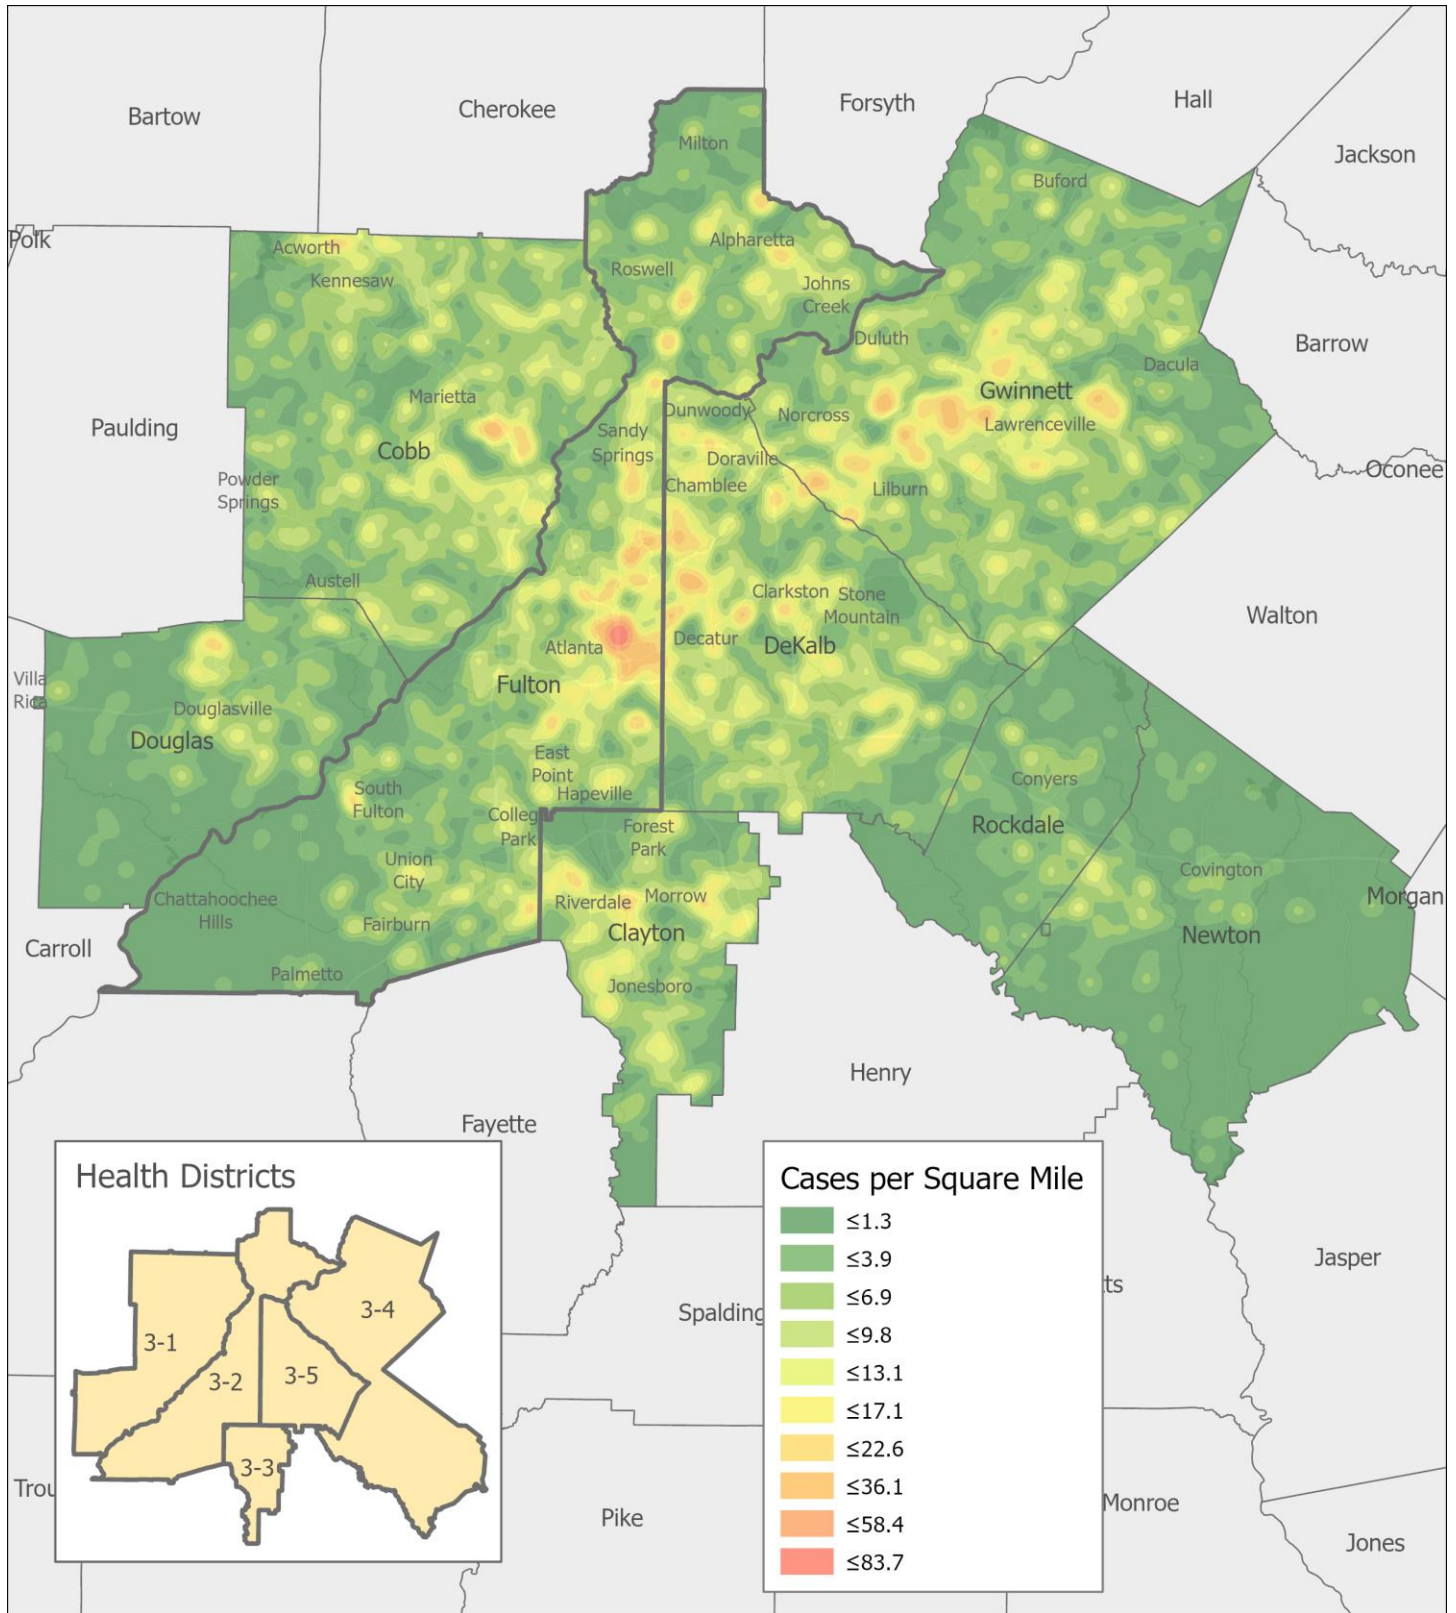 Bartow
Cherokee
Forsyth
Hall
Jackson
Milton
Buford
Polk
Acworth
Kennesaw
Alpharetta
Roswell
Johns
Creek
Duluth
Barrow
Dacula
Paulding
Marietta
Cobb
Gwinnett
Dunwoody
Norcross
Lawrenceville
Sandy
Springs
Doraville
Chamblee
Oconee
Powder
Springs
Lilburn
Austell
Clarkston
Stone
Mountain
Walton
Atlanta
Decatur
DeKalb
Villa
Rica
Fulton
Douglasville
Douglas
East
Point
Hapeville
South
Fulton
Conyers
Colleg
Park
Forest
Park
Rockdale
Union
City
Covington
Chattahoochee
Hills
Riverdale
Morrow
Morgan
Fairburn
Clayton
Newton
Carroll
Palmetto
Jonesboro
Henry
Fayette
Health Districts
3-1
3-2
3-3
3-4
3-5
Cases per Square Mile
≤1.3
≤3.9
≤6.9
≤9.8
≤13.1
≤17.1
≤22.6
≤36.1
≤58.4
≤83.7
Jasper
Spalding
ts
Trou
Pike
Monroe
Jones